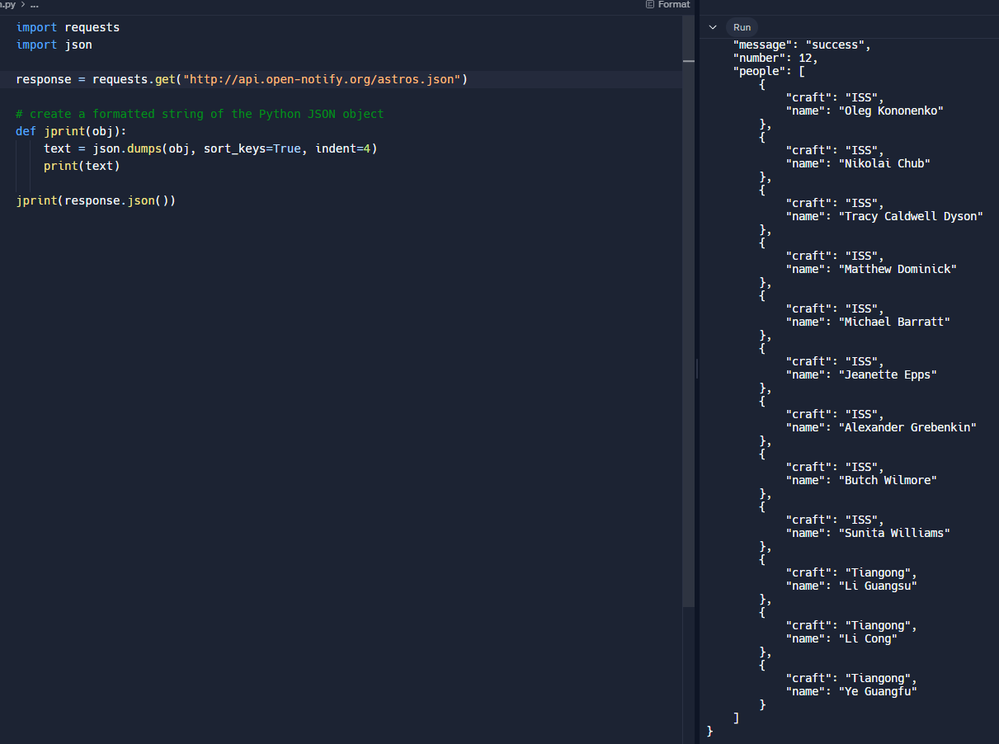 .py > ...
Format
import requests
import json
response = requests.get("http://api.open-notify.org/astros.json")
# create a formatted string of the Python JSON object
def jprint(obj):
    text = json.dumps(obj, sort_keys=True, indent=4)
    print(text)
jprint(response.json())
Run
    "message": "success",
    "number": 12,
    "people": [
        {
            "craft": "ISS",
            "name": "Oleg Kononenko"
        },
        {
            "craft": "ISS",
            "name": "Nikolai Chub"
        },
        {
            "craft": "ISS",
            "name": "Tracy Caldwell Dyson"
        },
        {
            "craft": "ISS",
            "name": "Matthew Dominick"
        },
        {
            "craft": "ISS",
            "name": "Michael Barratt"
        },
        {
            "craft": "ISS",
            "name": "Jeanette Epps"
        },
        {
            "craft": "ISS",
            "name": "Alexander Grebenkin"
        },
        {
            "craft": "ISS",
            "name": "Butch Wilmore"
        },
        {
            "craft": "ISS",
            "name": "Sunita Williams"
        },
        {
            "craft": "Tiangong",
            "name": "Li Guangsu"
        },
        {
            "craft": "Tiangong",
            "name": "Li Cong"
        },
        {
            "craft": "Tiangong",
            "name": "Ye Guangfu"
        }
    ]
}